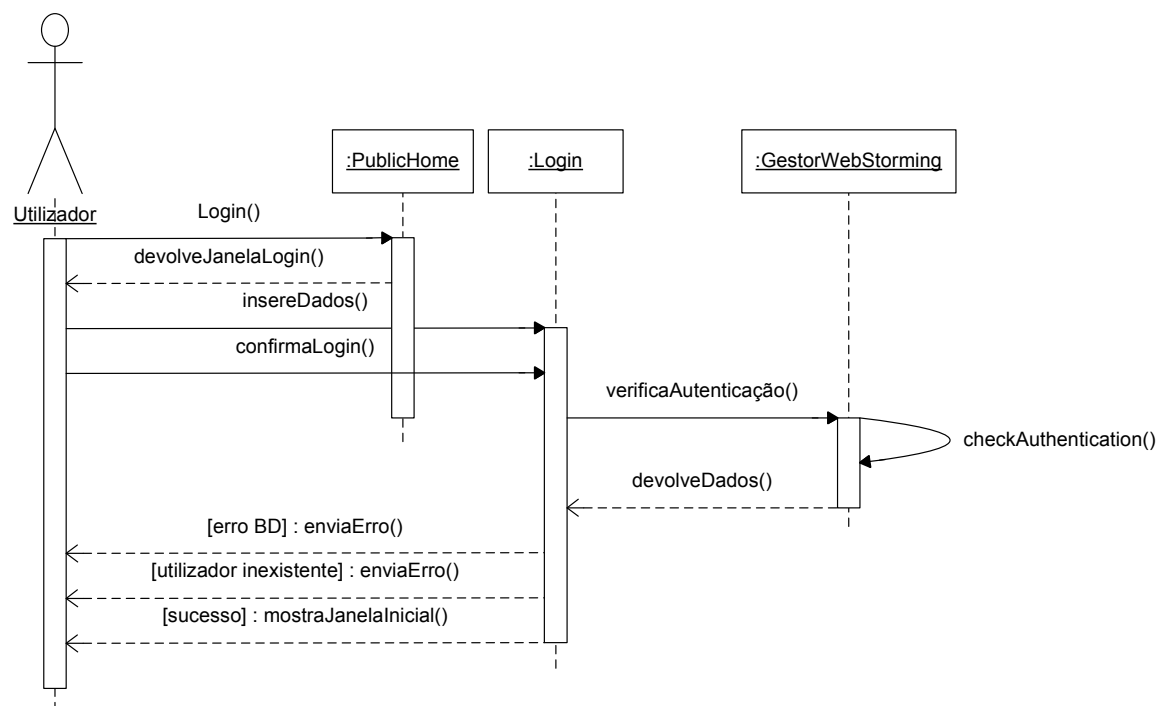 :PublicHome
:Login
:GestorWebStorming
Utilizador
Login()
devolveJanelaLogin()
insereDados()
confirmaLogin()
verificaAutenticação()
checkAuthentication()
devolveDados()
[erro BD] : enviaErro()
[utilizador inexistente] : enviaErro()
[sucesso] : mostraJanelaInicial()